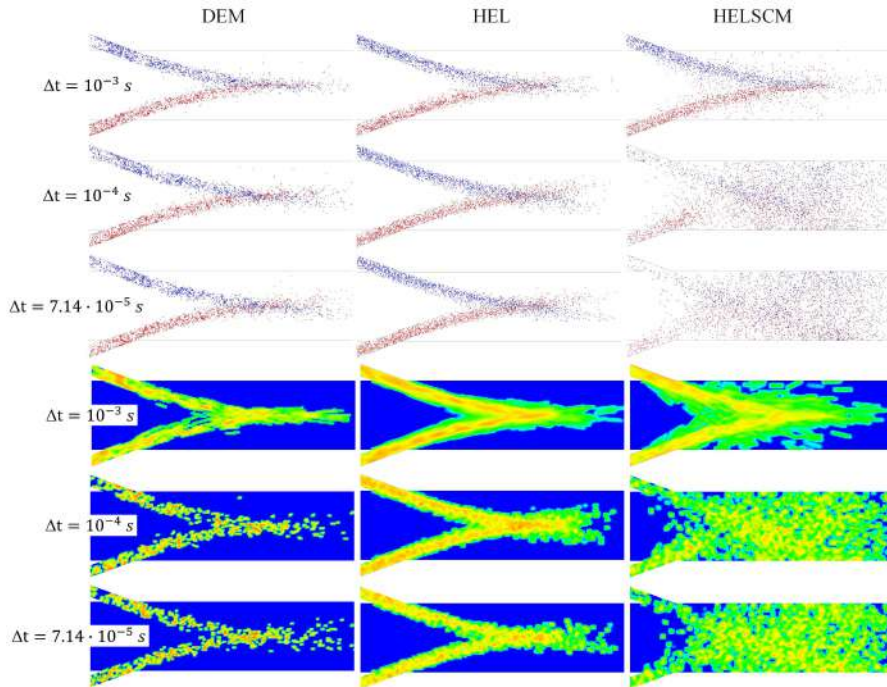 DEM HEL HELSCM
Δt = 10⁻³ s
Δt = 10⁻⁴ s
Δt = 7.14 · 10⁻⁵ s
Δt = 10⁻³ s
Δt = 10⁻⁴ s
Δt = 7.14 · 10⁻⁵ s